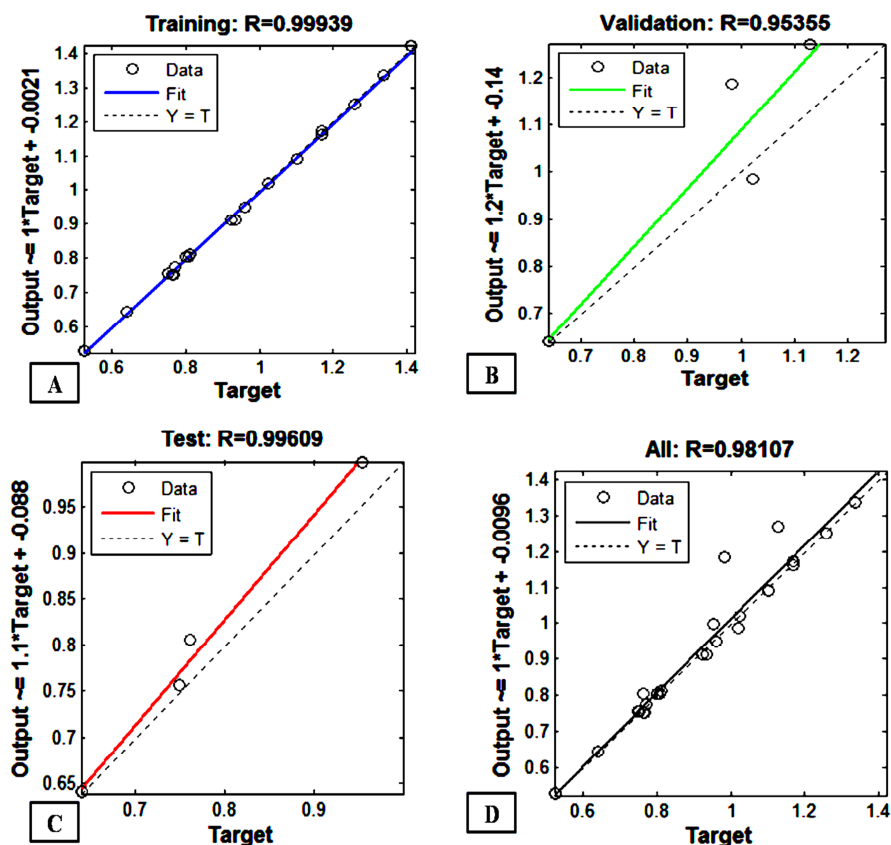 Training: R=0.99939
Output ~= 1*Target + -0.0021
1.4
1.3
1.2
1.1
1
0.9
0.8
0.7
0.6
Data
Fit
Y = T
0.6 0.8 1 1.2 1.4
Target
A
Validation: R=0.95355
Output ~= 1.2*Target + -0.14
1.2
1.1
1
0.9
0.8
0.7
Data
Fit
Y = T
0.7 0.8 0.9 1 1.1 1.2
Target
B
Test: R=0.99609
Output ~= 1.1*Target + -0.088
0.95
0.9
0.85
0.8
0.75
0.7
0.65
Data
Fit
Y = T
0.7 0.8 0.9
Target
C
All: R=0.98107
Output ~= 1*Target + -0.0096
1.4
1.3
1.2
1.1
1
0.9
0.8
0.7
0.6
Data
Fit
Y = T
0.6 0.8 1 1.2 1.4
Target
D